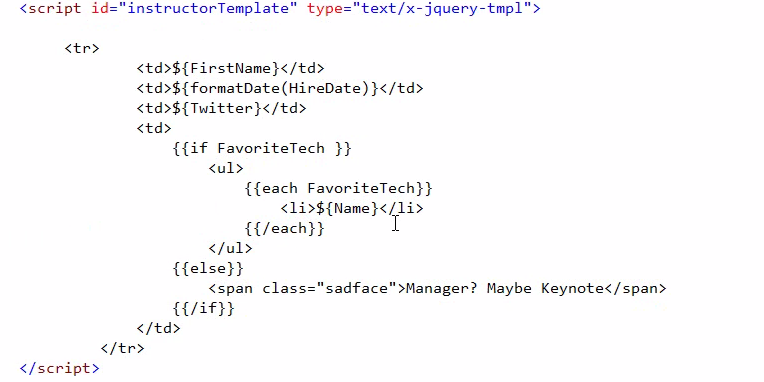 <script id="instructorTemplate" type="text/x-jquery-tmpl">
<tr>
<td>${FirstName}</td>
<td>${formatDate(HireDate)}</td>
<td>${Twitter}</td>
<td>
{{if FavoriteTech }}
<ul>
{{each FavoriteTech}}
<li>${Name}</li>
{{/each}}
</ul>
{{else}}
<span class="sadface">Manager? Maybe Keynote</span>
{{/if}}
</td>
</tr>
</script>